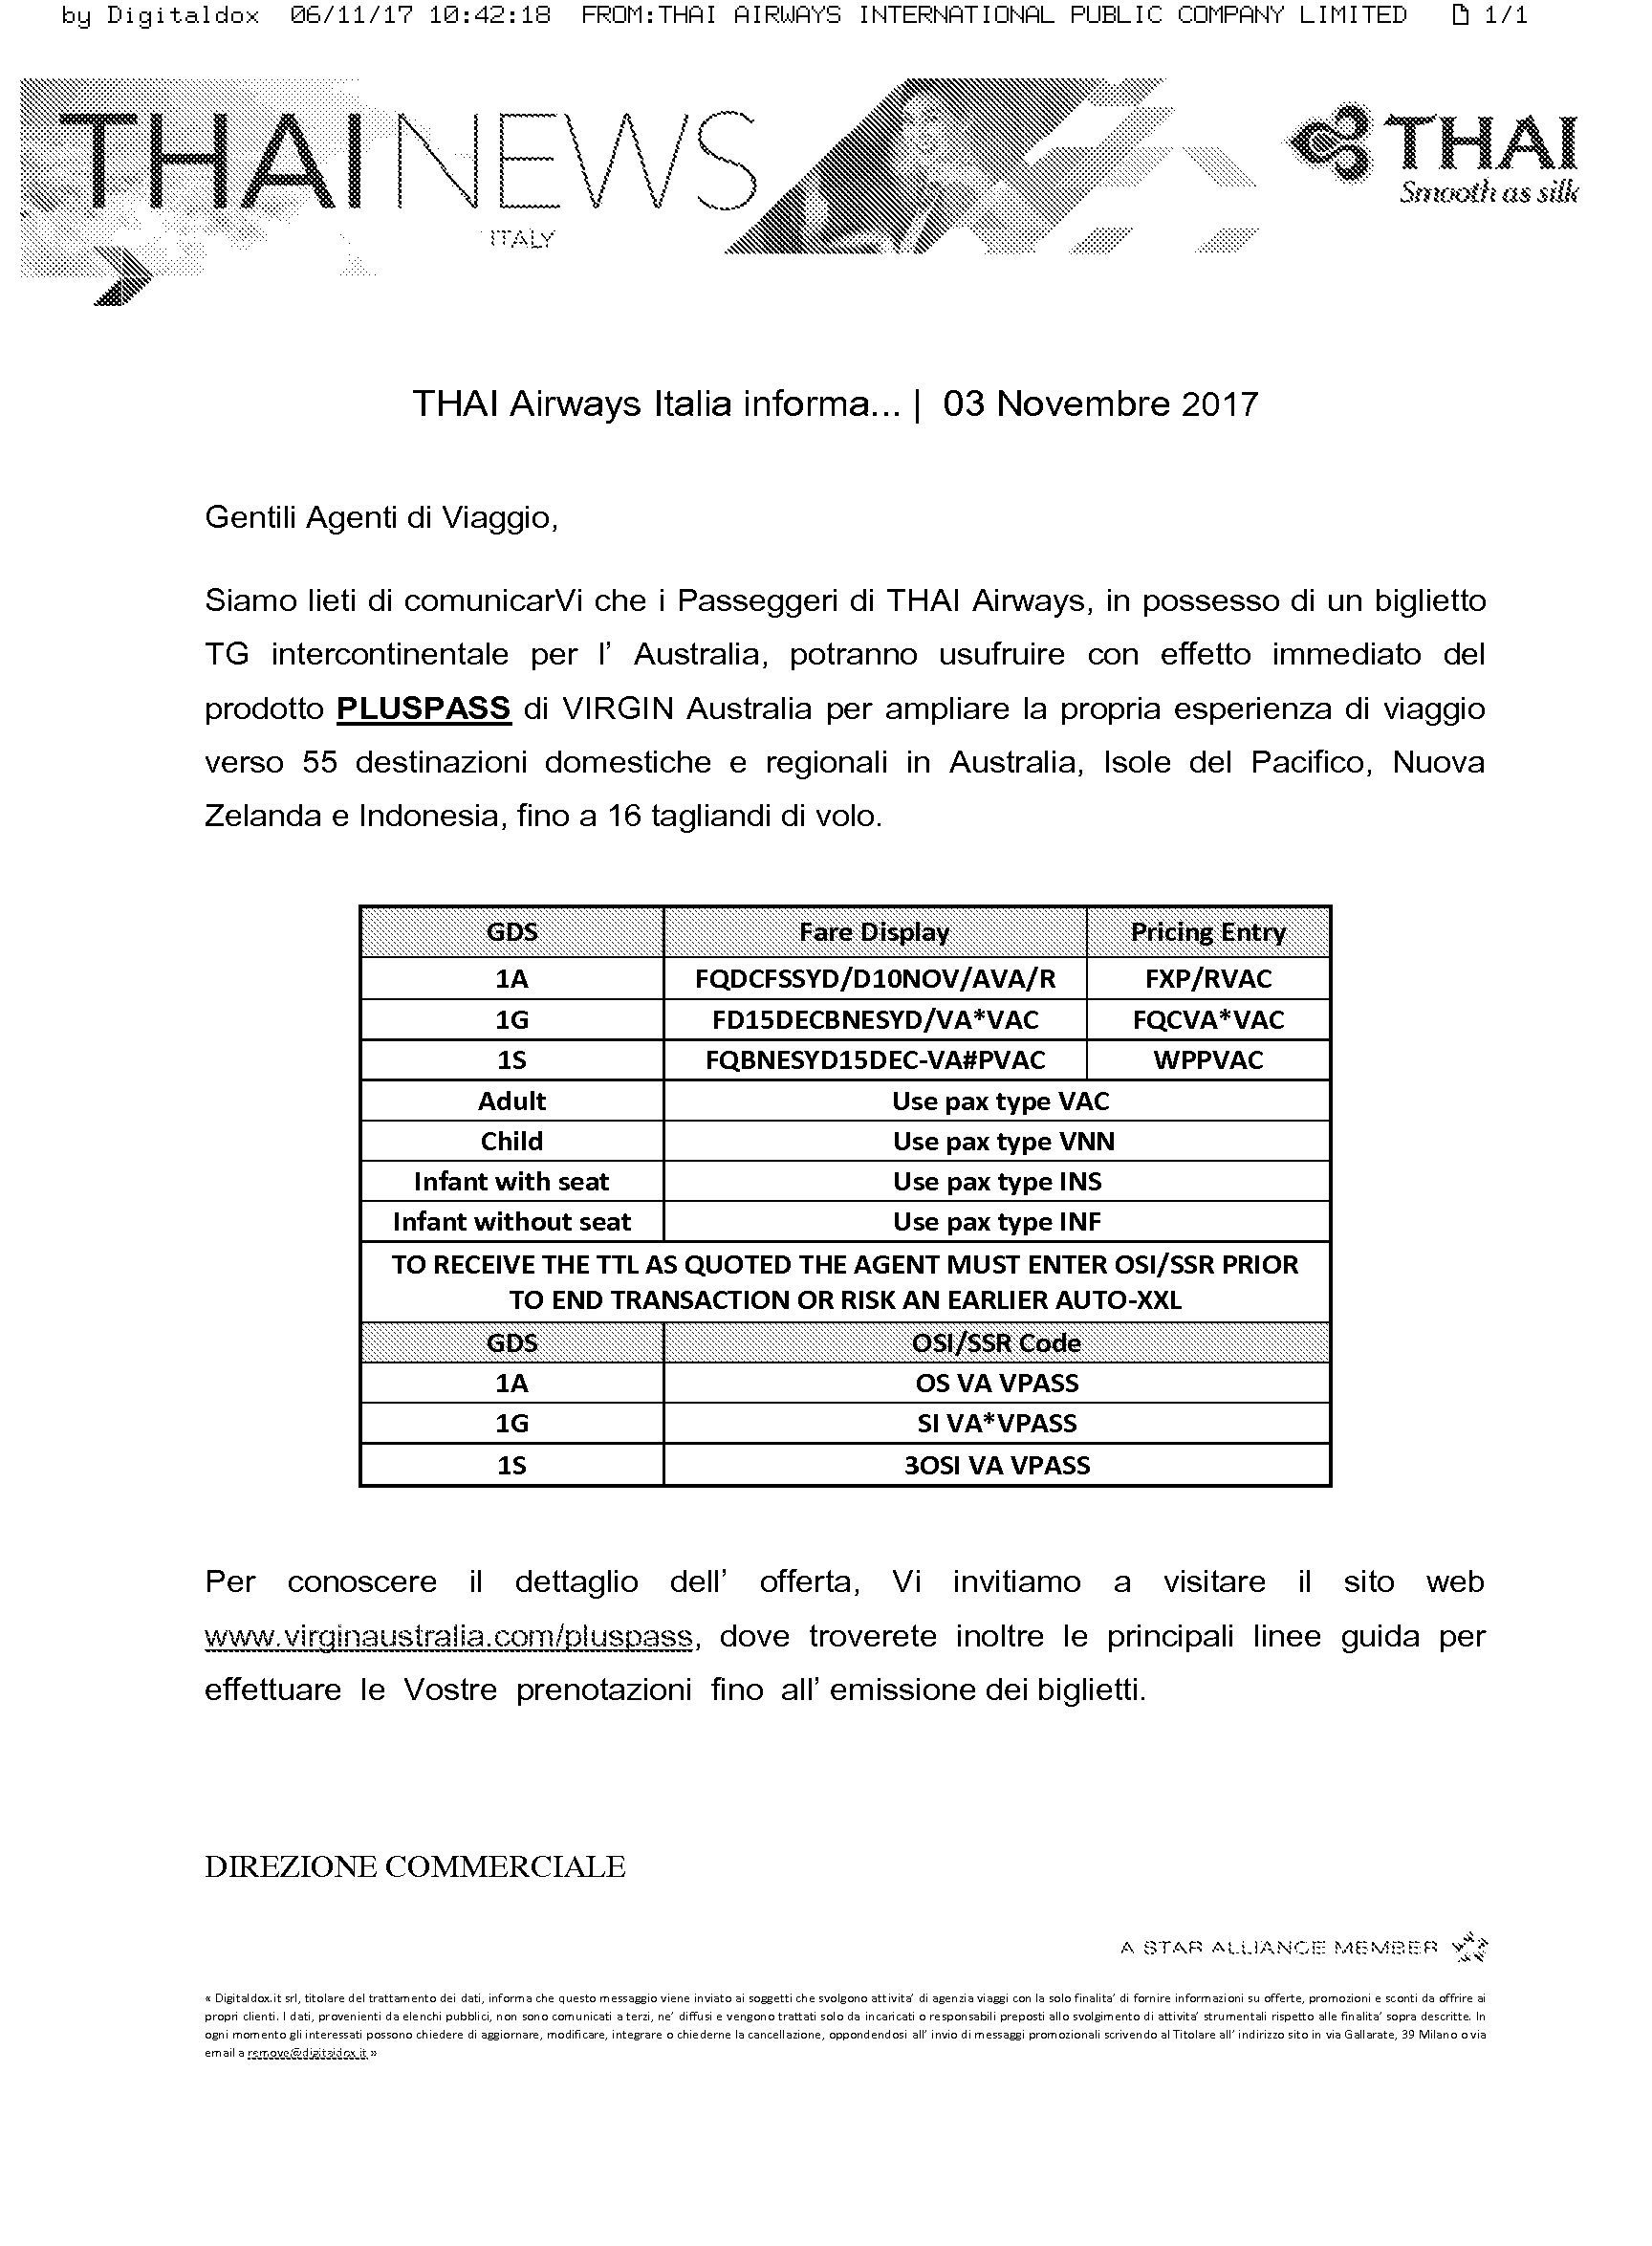 by Digitaldox 06/11/17 10:42:18 FROM:THAI AIRWAYS INTERNATIONAL PUBLIC COMPANY LIMITED 1/1
THAI NEWS
ITALY
THAI
Smooth as silk
THAI Airways Italia informa... | 03 Novembre 2017
Gentili Agenti di Viaggio,
Siamo lieti di comunicarVi che i Passeggeri di THAI Airways, in possesso di un biglietto
TG intercontinentale per l’ Australia, potranno usufruire con effetto immediato del
prodotto PLUSPASS di VIRGIN Australia per ampliare la propria esperienza di viaggio
verso 55 destinazioni domestiche e regionali in Australia, Isole del Pacifico, Nuova
Zelanda e Indonesia, fino a 16 tagliandi di volo.
GDS Fare Display Pricing Entry
1A FQDCFSSYD/D10NOV/AVA/R FXP/RVAC
1G FD15DECBNESYD/VA*VAC FQCVA*VAC
1S FQBNESYD15DEC-VA#PVAC WPPVAC
Adult Use pax type VAC
Child Use pax type VNN
Infant with seat Use pax type INS
Infant without seat Use pax type INF
TO RECEIVE THE TTL AS QUOTED THE AGENT MUST ENTER OSI/SSR PRIOR
TO END TRANSACTION OR RISK AN EARLIER AUTO-XXL
GDS OSI/SSR Code
1A OS VA VPASS
1G SI VA*VPASS
1S 3OSI VA VPASS
Per conoscere il dettaglio dell’ offerta, Vi invitiamo a visitare il sito web
www.virginaustralia.com/pluspass, dove troverete inoltre le principali linee guida per
effettuare le Vostre prenotazioni fino all’ emissione dei biglietti.
DIREZIONE COMMERCIALE
A STAR ALLIANCE MEMBER
« Digitaldox.it srl, titolare del trattamento dei dati, informa che questo messaggio viene inviato ai soggetti che svolgono attivita’ di agenzia viaggi con la solo finalita’ di fornire informazioni su offerte, promozioni e sconti da offrire ai
propri clienti. I dati, provenienti da elenchi pubblici, non sono comunicati a terzi, ne’ diffusi e vengono trattati solo da incaricati o responsabili preposti allo svolgimento di attivita’ strumentali rispetto alle finalita’ sopra descritte. In
ogni momento gli interessati possono chiedere di aggiornare, modificare, integrare o chiederne la cancellazione, opponendosi all’ invio di messaggi promozionali scrivendo al Titolare all’ indirizzo sito in via Gallarate, 39 Milano o via
email a remove@digitaldox.it »